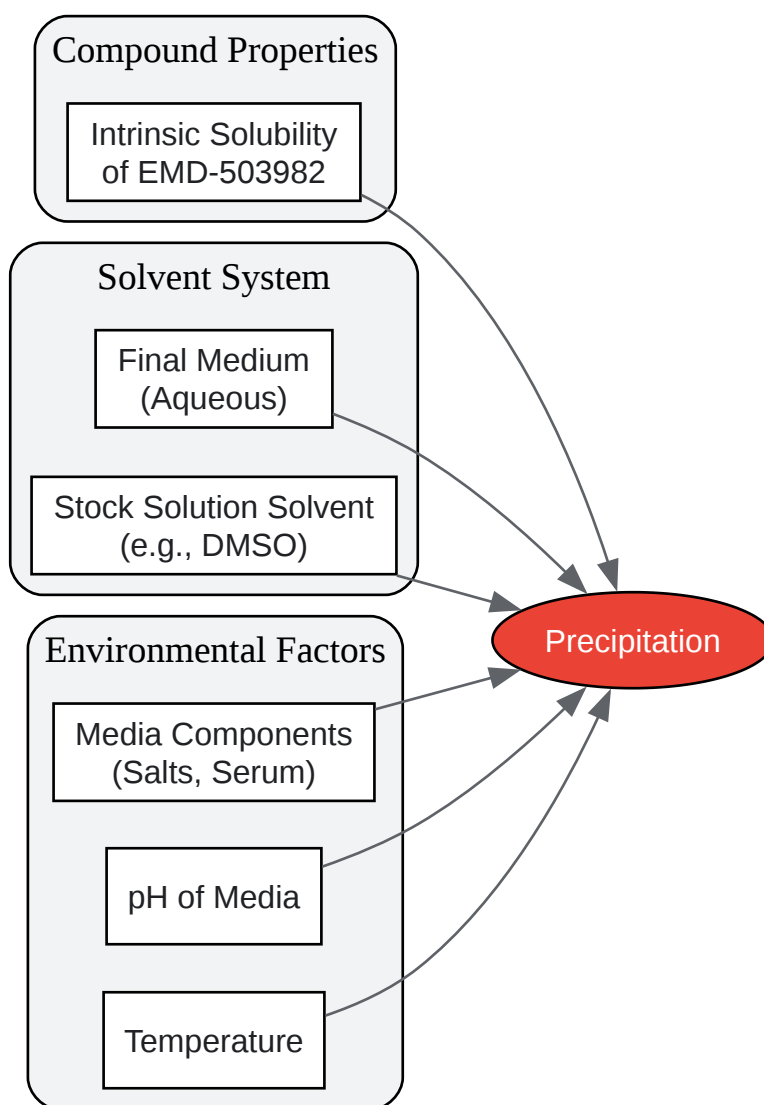 Compound Properties
Intrinsic Solubility
of EMD-503982
Solvent System
Final Medium
(Aqueous)
Stock Solution Solvent
(e.g., DMSO)
Environmental Factors
Media Components
(Salts, Serum)
pH of Media
Temperature
Precipitation